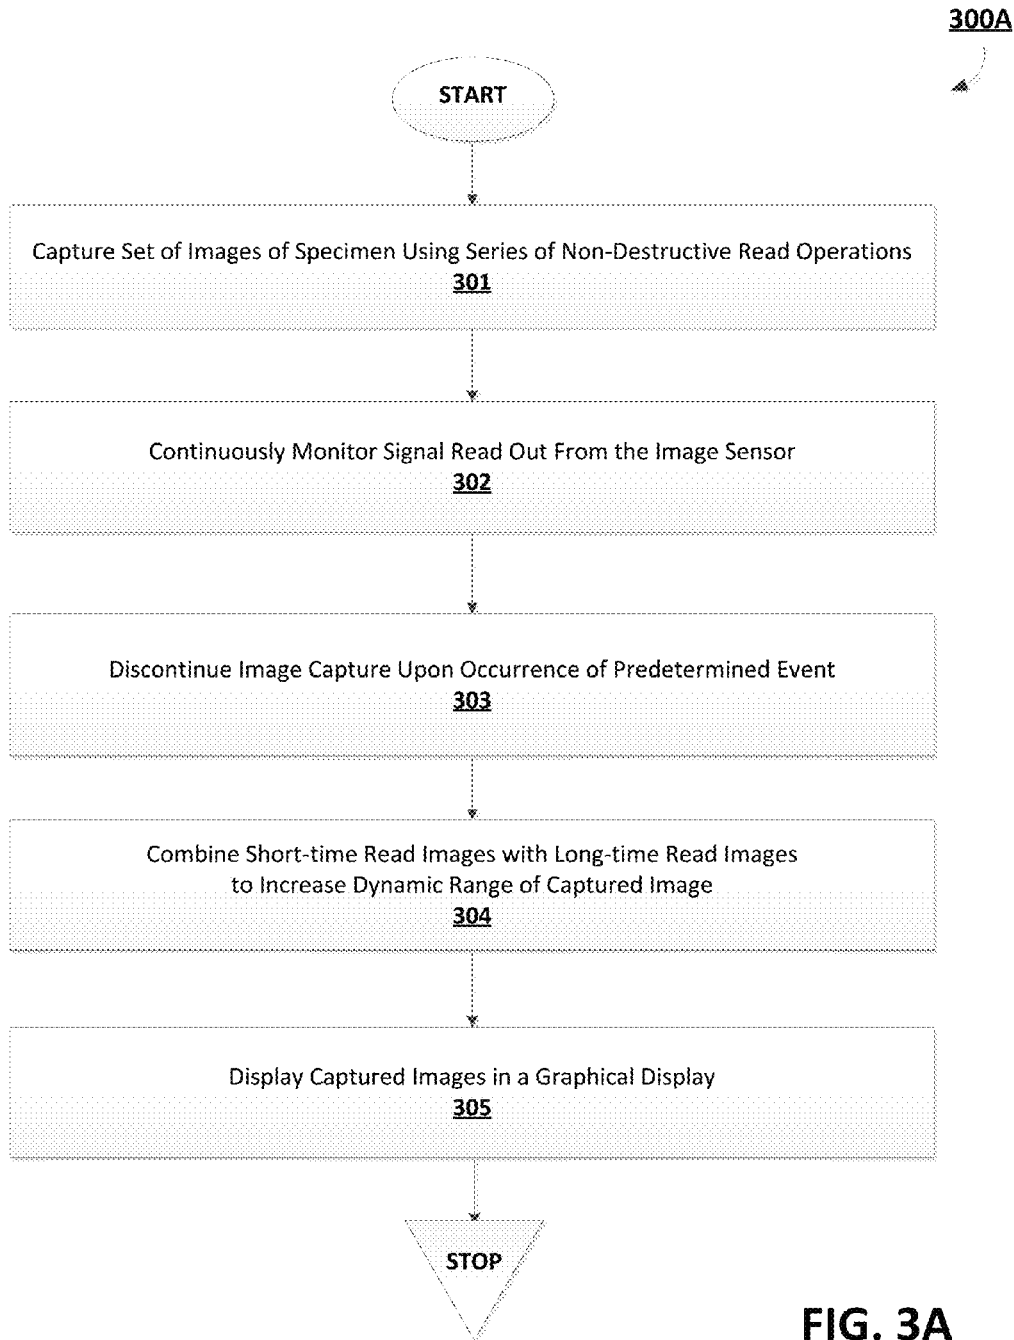 300A
START
Capture Set of Images of Specimen Using Series of Non-Destructive Read Operations
301
Continuously Monitor Signal Read Out From the Image Sensor
302
Discontinue Image Capture Upon Occurrence of Predetermined Event
303
Combine Short-time Read Images with Long-time Read Images
to Increase Dynamic Range of Captured Image
304
Display Captured Images in a Graphical Display
305
STOP
FIG. 3A